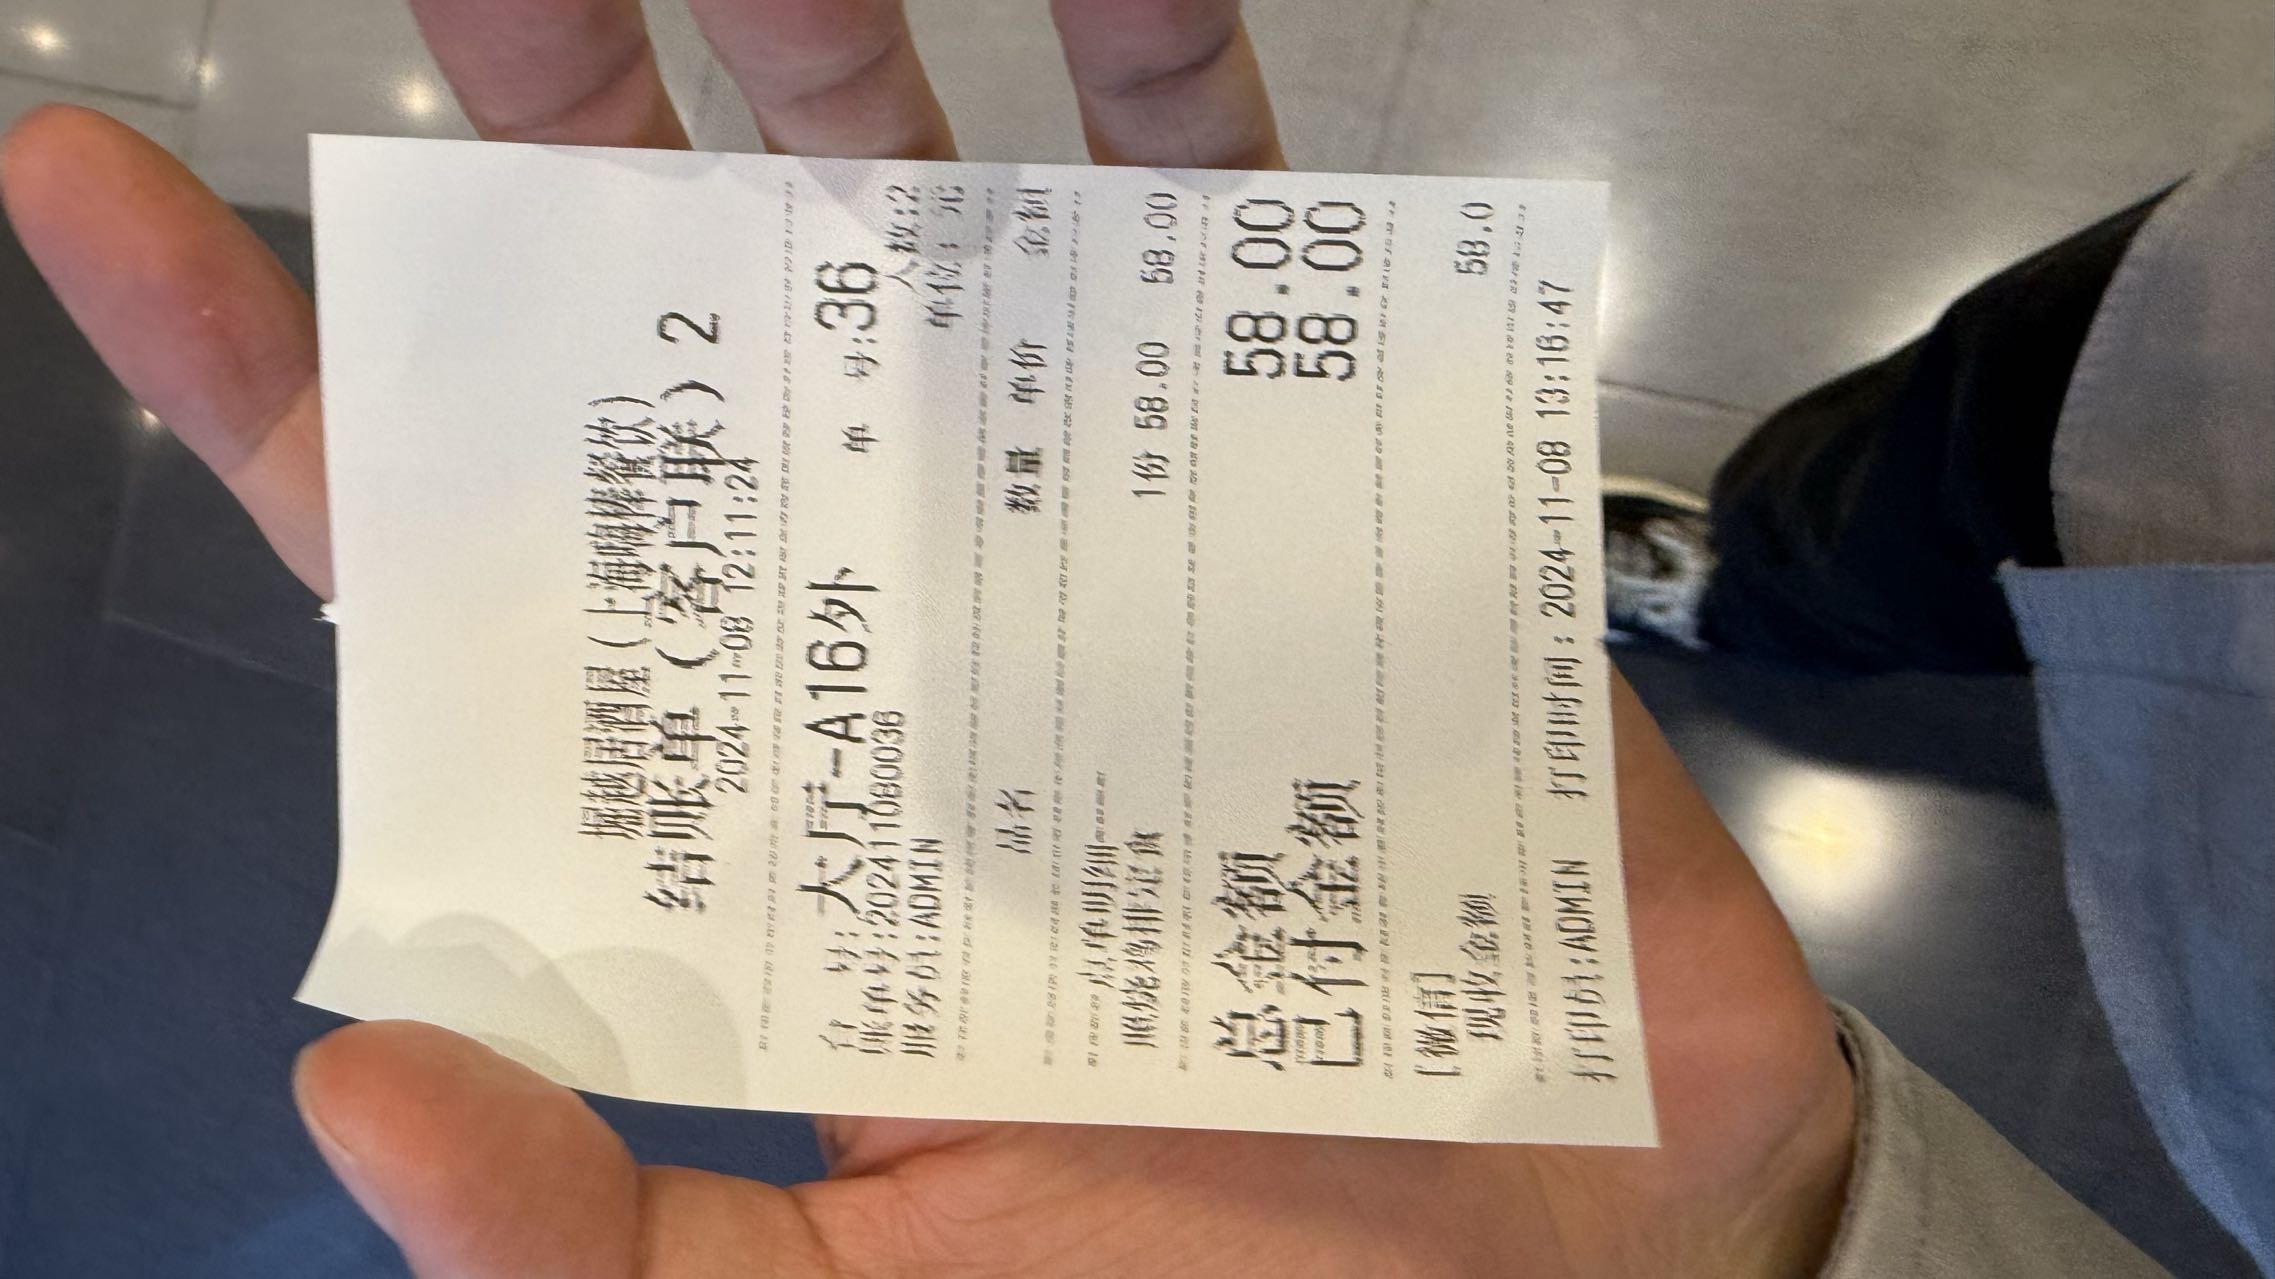 堀越居酒屋(上海暾樓餐饮)
结账单(客户联) 2
2024-11-08 12:11:24
台 号: 大厅-A16外 单 号:36
账单号:202411080036 人数:2
服务员:ADMIN 单位:元
品名 数量 单价 金额
点单明细
照烧鸡排定食 1份 58.00 58.00
总金额 58.00
已付金额 58.00
[微信]
现收金额 58.0
打印员:ADMIN 打印时间:2024-11-08 13:16:47